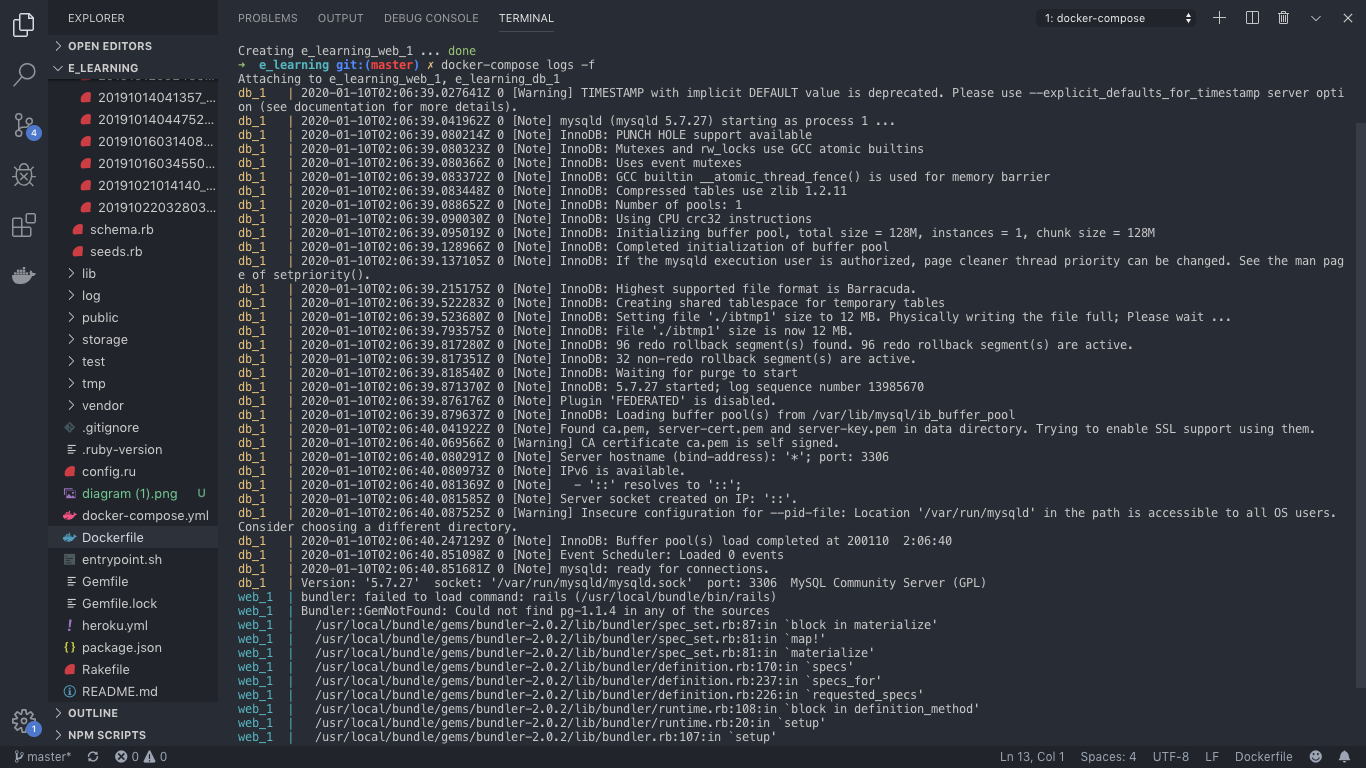 EXPLORER
OPEN EDITORS
E_LEARNING
20191014041357_...
20191014044752...
20191016031408...
20191016034550...
20191021014140_...
20191022032803...
schema.rb
seeds.rb
lib
log
public
storage
test
tmp
vendor
.gitignore
.ruby-version
config.ru
diagram (1).png U
docker-compose.yml
Dockerfile
entrypoint.sh
Gemfile
Gemfile.lock
heroku.yml
package.json
Rakefile
README.md
OUTLINE
NPM SCRIPTS
4
1
PROBLEMS OUTPUT DEBUG CONSOLE TERMINAL 1: docker-compose
Creating e_learning_web_1 ... done
➜ e_learning git:(master) ✗ docker-compose logs -f
Attaching to e_learning_web_1, e_learning_db_1
db_1 | 2020-01-10T02:06:39.027641Z 0 [Warning] TIMESTAMP with implicit DEFAULT value is deprecated. Please use --explicit_defaults_for_timestamp server opti
on (see documentation for more details).
db_1 | 2020-01-10T02:06:39.041962Z 0 [Note] mysqld (mysqld 5.7.27) starting as process 1 ...
db_1 | 2020-01-10T02:06:39.080214Z 0 [Note] InnoDB: PUNCH HOLE support available
db_1 | 2020-01-10T02:06:39.080323Z 0 [Note] InnoDB: Mutexes and rw_locks use GCC atomic builtins
db_1 | 2020-01-10T02:06:39.080366Z 0 [Note] InnoDB: Uses event mutexes
db_1 | 2020-01-10T02:06:39.083372Z 0 [Note] InnoDB: GCC builtin __atomic_thread_fence() is used for memory barrier
db_1 | 2020-01-10T02:06:39.083448Z 0 [Note] InnoDB: Compressed tables use zlib 1.2.11
db_1 | 2020-01-10T02:06:39.088652Z 0 [Note] InnoDB: Number of pools: 1
db_1 | 2020-01-10T02:06:39.090030Z 0 [Note] InnoDB: Using CPU crc32 instructions
db_1 | 2020-01-10T02:06:39.095019Z 0 [Note] InnoDB: Initializing buffer pool, total size = 128M, instances = 1, chunk size = 128M
db_1 | 2020-01-10T02:06:39.128966Z 0 [Note] InnoDB: Completed initialization of buffer pool
db_1 | 2020-01-10T02:06:39.137105Z 0 [Note] InnoDB: If the mysqld execution user is authorized, page cleaner thread priority can be changed. See the man pag
e of setpriority().
db_1 | 2020-01-10T02:06:39.215175Z 0 [Note] InnoDB: Highest supported file format is Barracuda.
db_1 | 2020-01-10T02:06:39.522283Z 0 [Note] InnoDB: Creating shared tablespace for temporary tables
db_1 | 2020-01-10T02:06:39.523680Z 0 [Note] InnoDB: Setting file './ibtmp1' size to 12 MB. Physically writing the file full; Please wait ...
db_1 | 2020-01-10T02:06:39.793575Z 0 [Note] InnoDB: File './ibtmp1' size is now 12 MB.
db_1 | 2020-01-10T02:06:39.817280Z 0 [Note] InnoDB: 96 redo rollback segment(s) found. 96 redo rollback segment(s) are active.
db_1 | 2020-01-10T02:06:39.817351Z 0 [Note] InnoDB: 32 non-redo rollback segment(s) are active.
db_1 | 2020-01-10T02:06:39.818540Z 0 [Note] InnoDB: Waiting for purge to start
db_1 | 2020-01-10T02:06:39.871370Z 0 [Note] InnoDB: 5.7.27 started; log sequence number 13985670
db_1 | 2020-01-10T02:06:39.876176Z 0 [Note] Plugin 'FEDERATED' is disabled.
db_1 | 2020-01-10T02:06:39.879637Z 0 [Note] InnoDB: Loading buffer pool(s) from /var/lib/mysql/ib_buffer_pool
db_1 | 2020-01-10T02:06:40.041922Z 0 [Note] Found ca.pem, server-cert.pem and server-key.pem in data directory. Trying to enable SSL support using them.
db_1 | 2020-01-10T02:06:40.069566Z 0 [Warning] CA certificate ca.pem is self signed.
db_1 | 2020-01-10T02:06:40.080291Z 0 [Note] Server hostname (bind-address): '*'; port: 3306
db_1 | 2020-01-10T02:06:40.080973Z 0 [Note] IPv6 is available.
db_1 | 2020-01-10T02:06:40.081369Z 0 [Note]   - '::' resolves to '::';
db_1 | 2020-01-10T02:06:40.081585Z 0 [Note] Server socket created on IP: '::'.
db_1 | 2020-01-10T02:06:40.087525Z 0 [Warning] Insecure configuration for --pid-file: Location '/var/run/mysqld' in the path is accessible to all OS users.
Consider choosing a different directory.
db_1 | 2020-01-10T02:06:40.247129Z 0 [Note] InnoDB: Buffer pool(s) load completed at 200110  2:06:40
db_1 | 2020-01-10T02:06:40.851098Z 0 [Note] Event Scheduler: Loaded 0 events
db_1 | 2020-01-10T02:06:40.851681Z 0 [Note] mysqld: ready for connections.
db_1 | Version: '5.7.27'  socket: '/var/run/mysqld/mysqld.sock'  port: 3306  MySQL Community Server (GPL)
web_1 | bundler: failed to load command: rails (/usr/local/bundle/bin/rails)
web_1 | Bundler::GemNotFound: Could not find pg-1.1.4 in any of the sources
web_1 |   /usr/local/bundle/gems/bundler-2.0.2/lib/bundler/spec_set.rb:87:in `block in materialize'
web_1 |   /usr/local/bundle/gems/bundler-2.0.2/lib/bundler/spec_set.rb:81:in `map!'
web_1 |   /usr/local/bundle/gems/bundler-2.0.2/lib/bundler/spec_set.rb:81:in `materialize'
web_1 |   /usr/local/bundle/gems/bundler-2.0.2/lib/bundler/definition.rb:170:in `specs'
web_1 |   /usr/local/bundle/gems/bundler-2.0.2/lib/bundler/definition.rb:237:in `specs_for'
web_1 |   /usr/local/bundle/gems/bundler-2.0.2/lib/bundler/definition.rb:226:in `requested_specs'
web_1 |   /usr/local/bundle/gems/bundler-2.0.2/lib/bundler/runtime.rb:108:in `block in definition_method'
web_1 |   /usr/local/bundle/gems/bundler-2.0.2/lib/bundler/runtime.rb:20:in `setup'
web_1 |   /usr/local/bundle/gems/bundler-2.0.2/lib/bundler.rb:107:in `setup'
master* 0 0 Ln 13, Col 1 Spaces: 4 UTF-8 LF Dockerfile